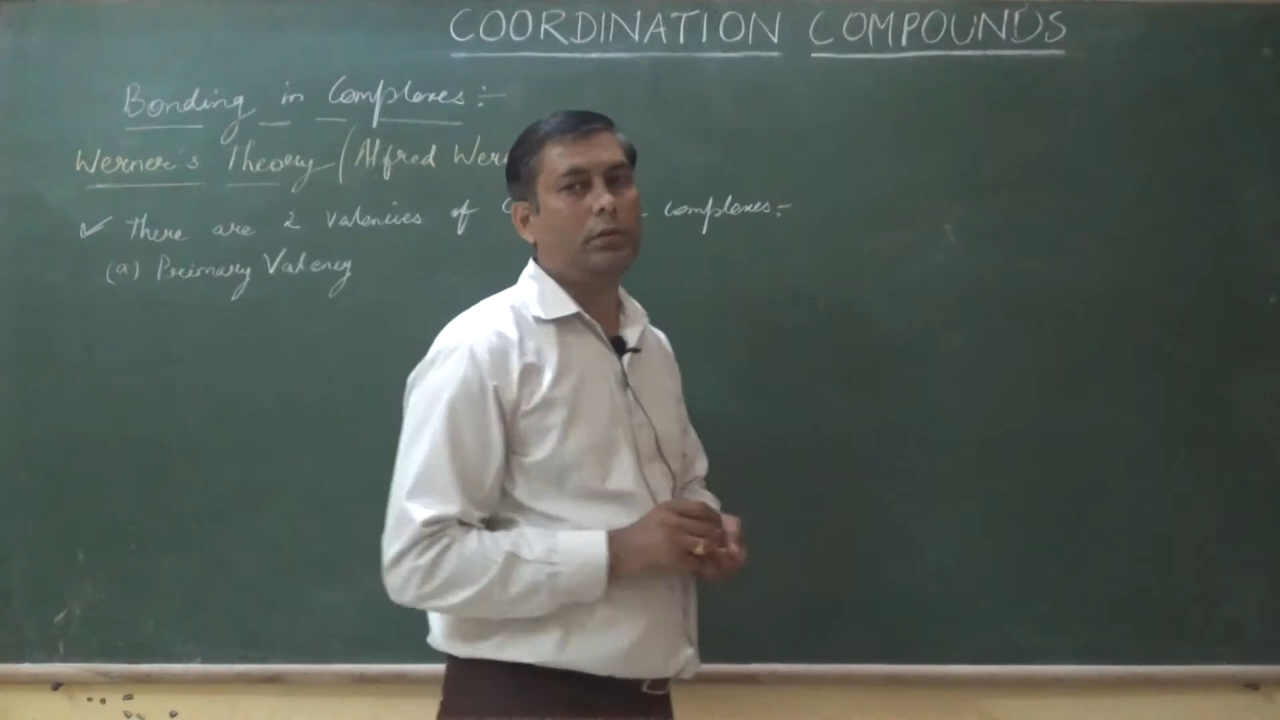 COORDINATION COMPOUNDS
Bonding in Complexes :-
Werner's Theory (Alfred Wer
✓ There are 2 valencies of complexes:-
(a) Primary Valency